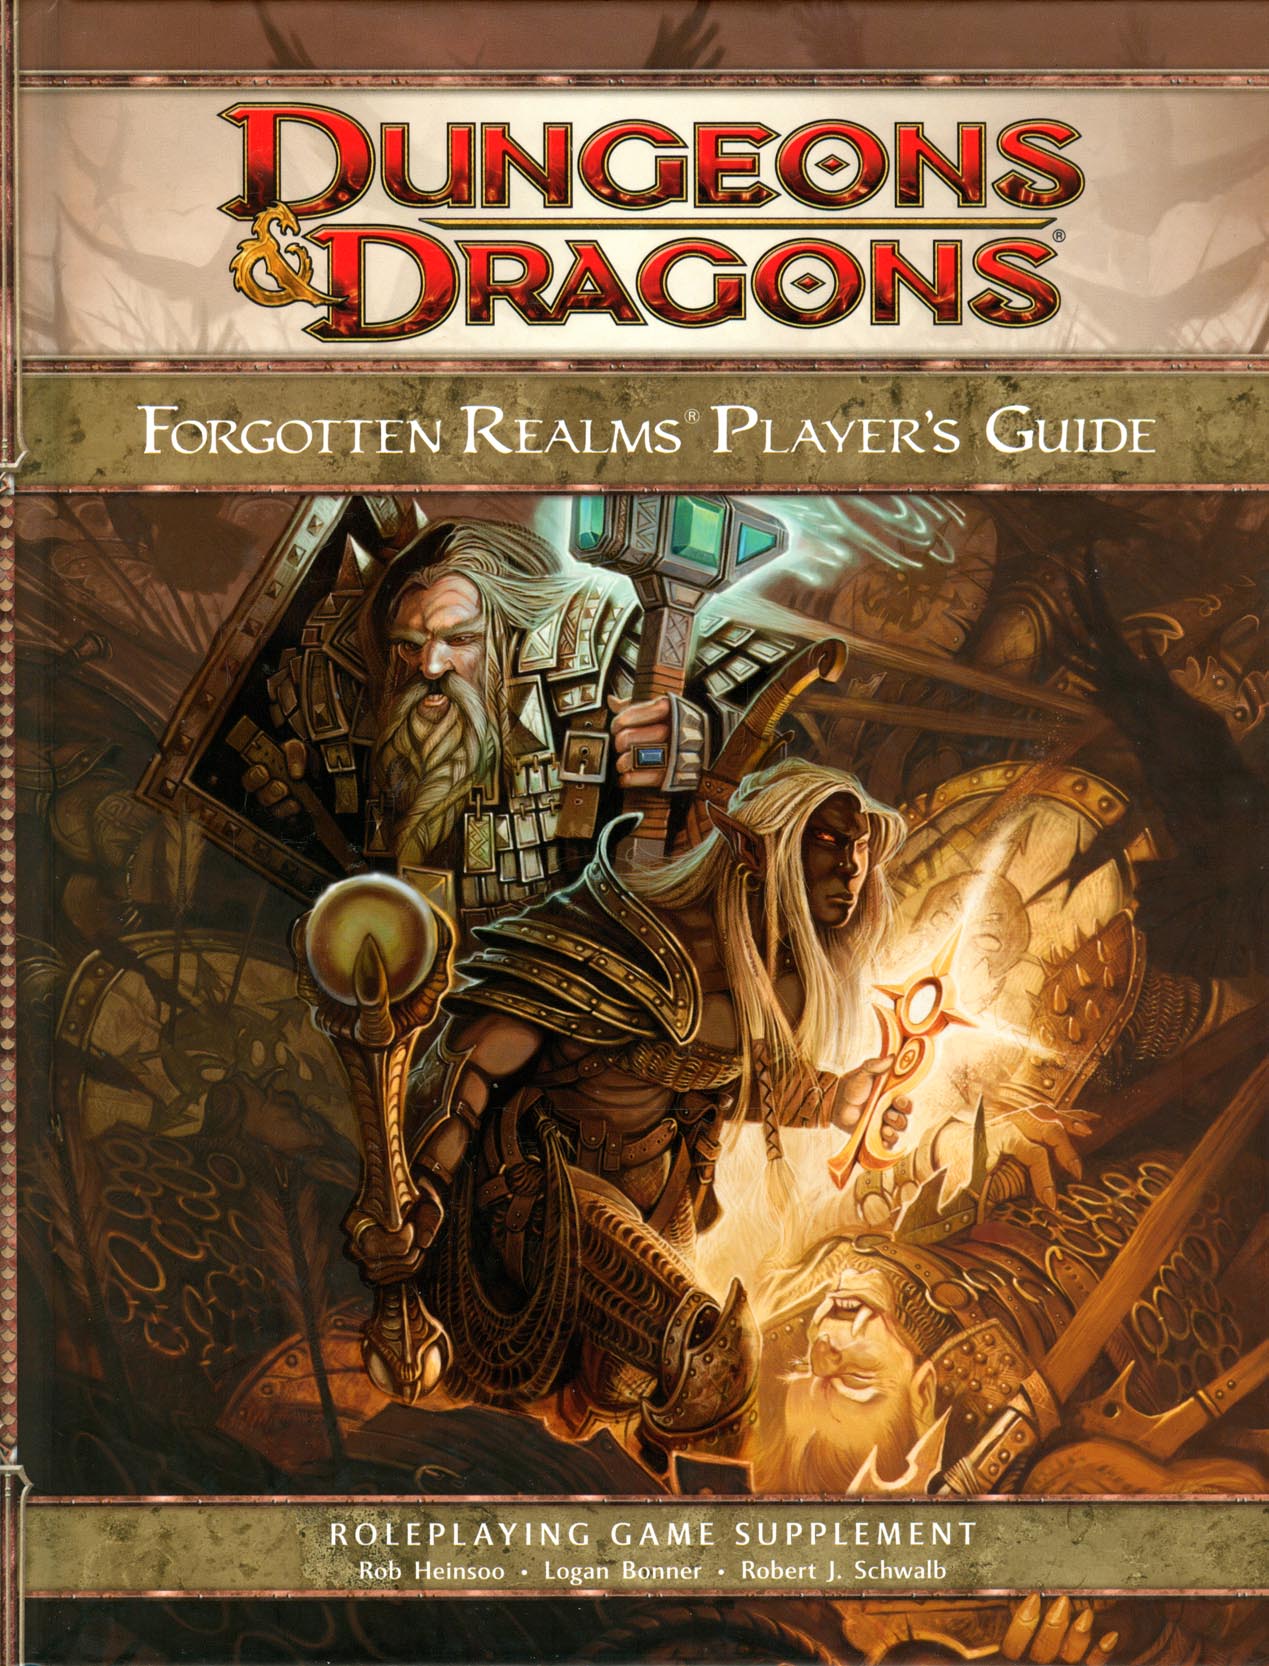 DUNGEONS
& DRAGONS®
FORGOTTEN REALMS® PLAYER'S GUIDE
ROLEPLAYING GAME SUPPLEMENT
Rob Heinsoo • Logan Bonner • Robert J. Schwalb